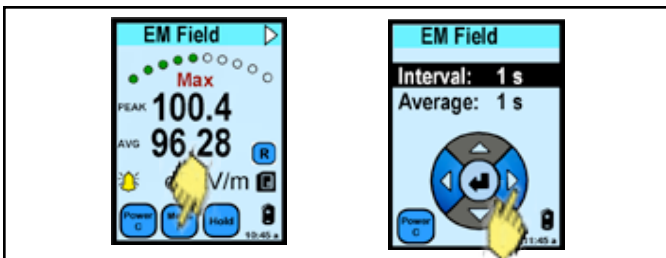 EM Field
Max
PEAK 100.4
AVG 96.28
R
V/m
Power
C
Hold
10:45 a
EM Field
Interval: 1 s
Average: 1 s
Power
C
11:45 a